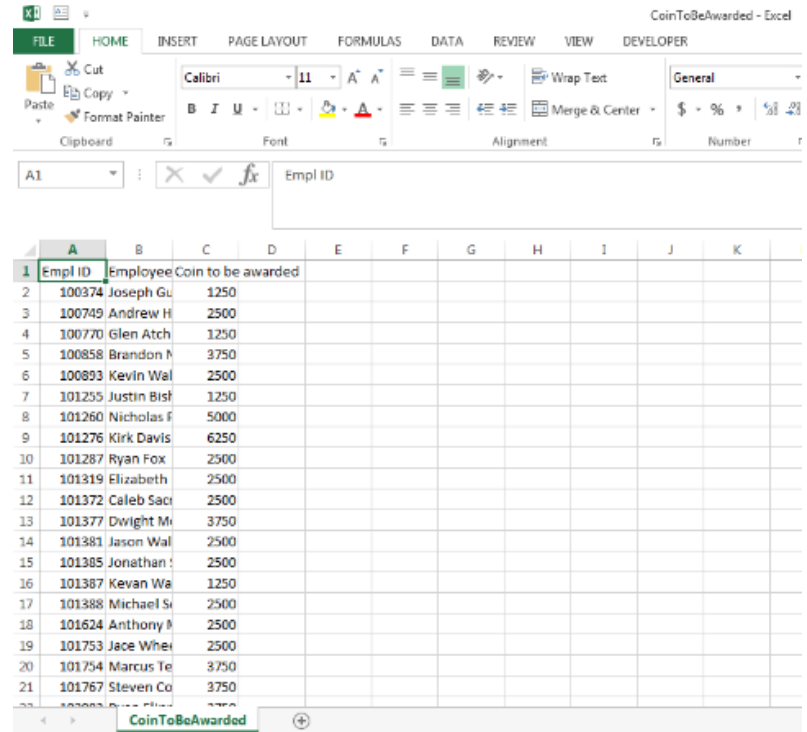 CoinToBeAwarded - Excel
FILE HOME INSERT PAGE LAYOUT FORMULAS DATA REVIEW VIEW DEVELOPER
Cut
Copy
Paste
Format Painter
Calibri 11
B I U
Wrap Text
Merge & Center
General
$ % ,
Clipboard Font Alignment Number
A1 fx Empl ID
A B C D E F G H I J K
1 Empl ID Employee Coin to be awarded
2 100374 Joseph Gu 1250
3 100749 Andrew H 2500
4 100770 Glen Atch 1250
5 100858 Brandon N 3750
6 100893 Kevin Wal 2500
7 101255 Justin Bish 1250
8 101260 Nicholas 5000
9 101276 Kirk Davis 6250
10 101287 Ryan Fox 2500
11 101319 Elizabeth 2500
12 101372 Caleb Sacr 2500
13 101377 Dwight Mc 3750
14 101381 Jason Wal 2500
15 101385 Jonathan 2500
16 101387 Kevan Wa 1250
17 101388 Michael 2500
18 101624 Anthony 2500
19 101753 Jace Whee 2500
20 101754 Marcus Te 3750
21 101767 Steven Co 3750
CoinToBeAwarded